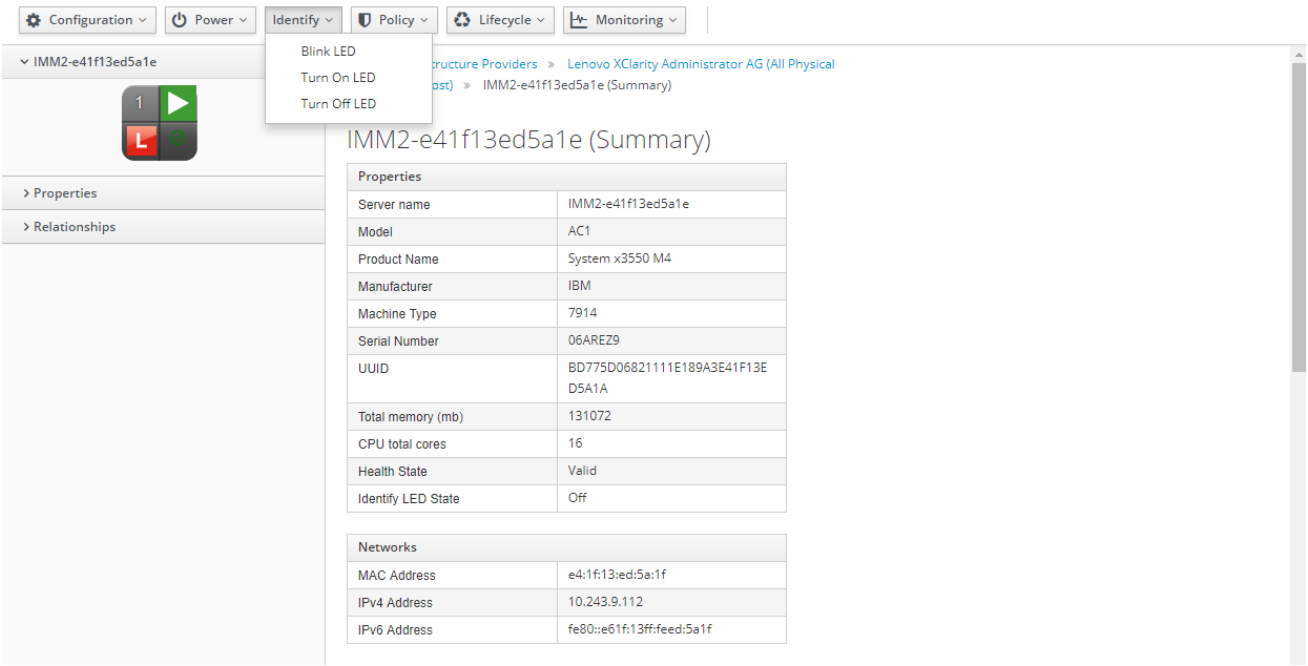 Configuration Power Identify Policy Lifecycle Monitoring
Blink LED
Turn On LED
Turn Off LED
IMM2-e41f13ed5a1e
1
L
Properties
Relationships
tructure Providers » Lenovo XClarity Administrator AG (All Physical
ost) » IMM2-e41f13ed5a1e (Summary)
IMM2-e41f13ed5a1e (Summary)
Properties
Server name IMM2-e41f13ed5a1e
Model AC1
Product Name System x3550 M4
Manufacturer IBM
Machine Type 7914
Serial Number 06AREZ9
UUID BD775D06821111E189A3E41F13E
D5A1A
Total memory (mb) 131072
CPU total cores 16
Health State Valid
Identify LED State Off
Networks
MAC Address e4:1f:13:ed:5a:1f
IPv4 Address 10.243.9.112
IPv6 Address fe80::e61f:13ff:feed:5a1f